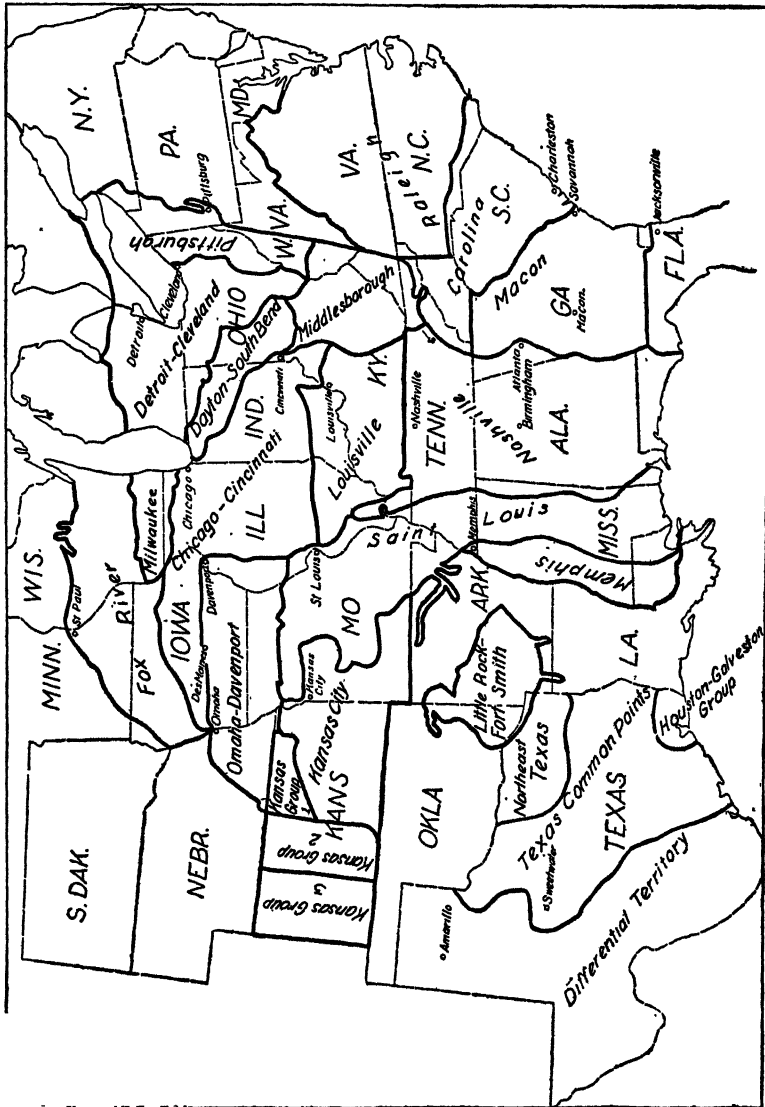 S. DAK.
MINN.
St Paul
WIS.
N.Y.
NEBR.
Fox
River
Milwaukee
IOWA
Des Moines
Omaha
Davenport
Omaha-Davenport
Chicago
Chicago-Cincinnati
ILL
IND.
Cincinnati
Detroit
Cleveland
Detroit-Cleveland
Dayton-South Bend
OHIO
Pittsburgh
PA.
Pittsburg
MD.
W. VA.
VA.
Kansas Group
3
Kansas Group
2
Kansas
Group
1
KANS
Kansas City
Kansas
City
MO
St Louis
Saint
Louis
Louisville
Louisville
KY.
Middlesborough
Raleigh
N.C.
OKLA
Little Rock-
Fort Smith
ARK
Memphis
Memphis
TENN.
Nashville
Nashville
Carolina
S.C.
Charleston
Savannah
Amarillo
Northeast
Texas
Texas Common Points
Sweetwater
TEXAS
LA.
MISS.
ALA.
Birmingham
Atlanta
GA
Macon.
Macon
Jacksonville
FLA.
Differential Territory
Houston-Galveston
Group